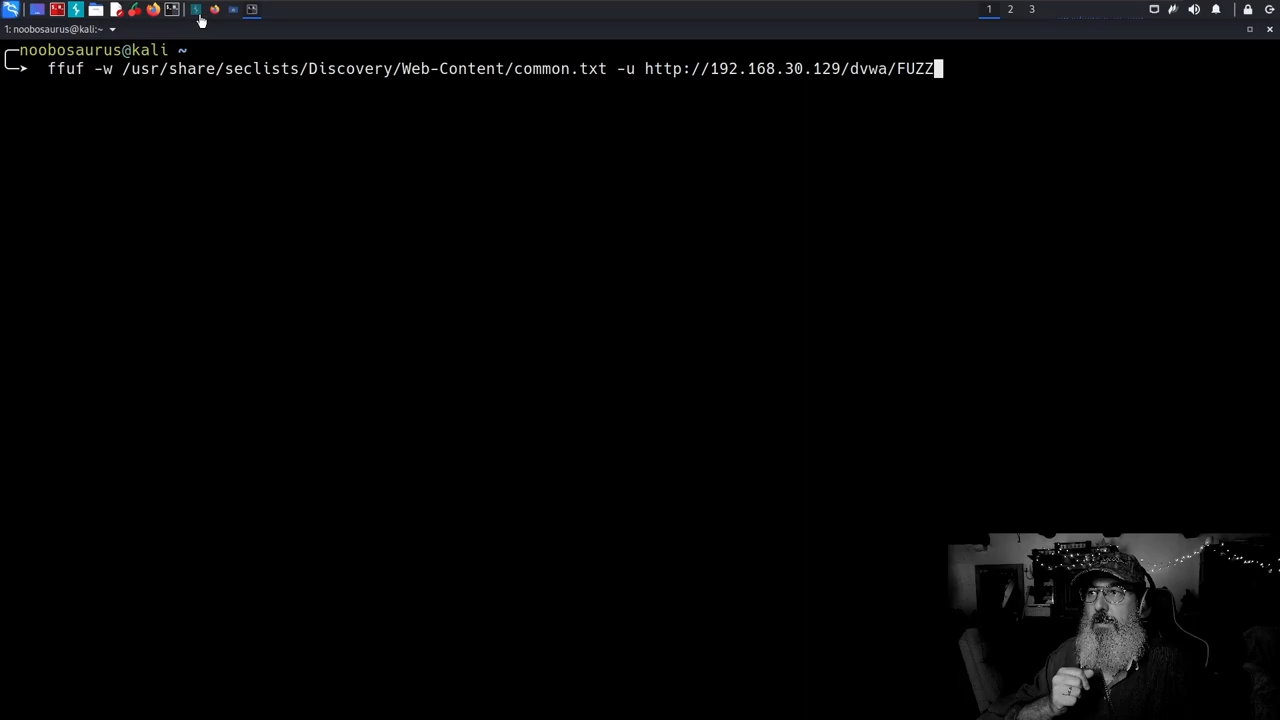 1 2 3
1: noobosaurus@kali:~
noobosaurus@kali ~
ffuf -w /usr/share/seclists/Discovery/Web-Content/common.txt -u http://192.168.30.129/dvwa/FUZZ